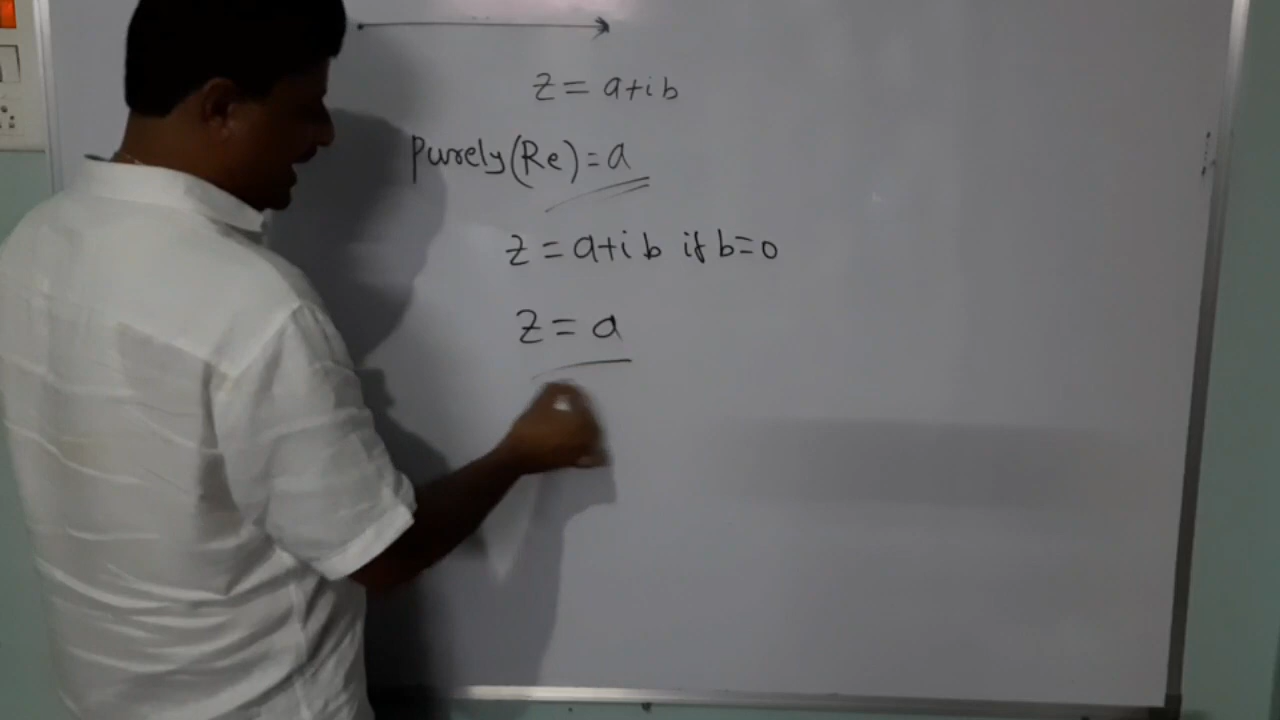 z = a+ib
Purely(Re)=a
z = a+ib if b=0
z = a